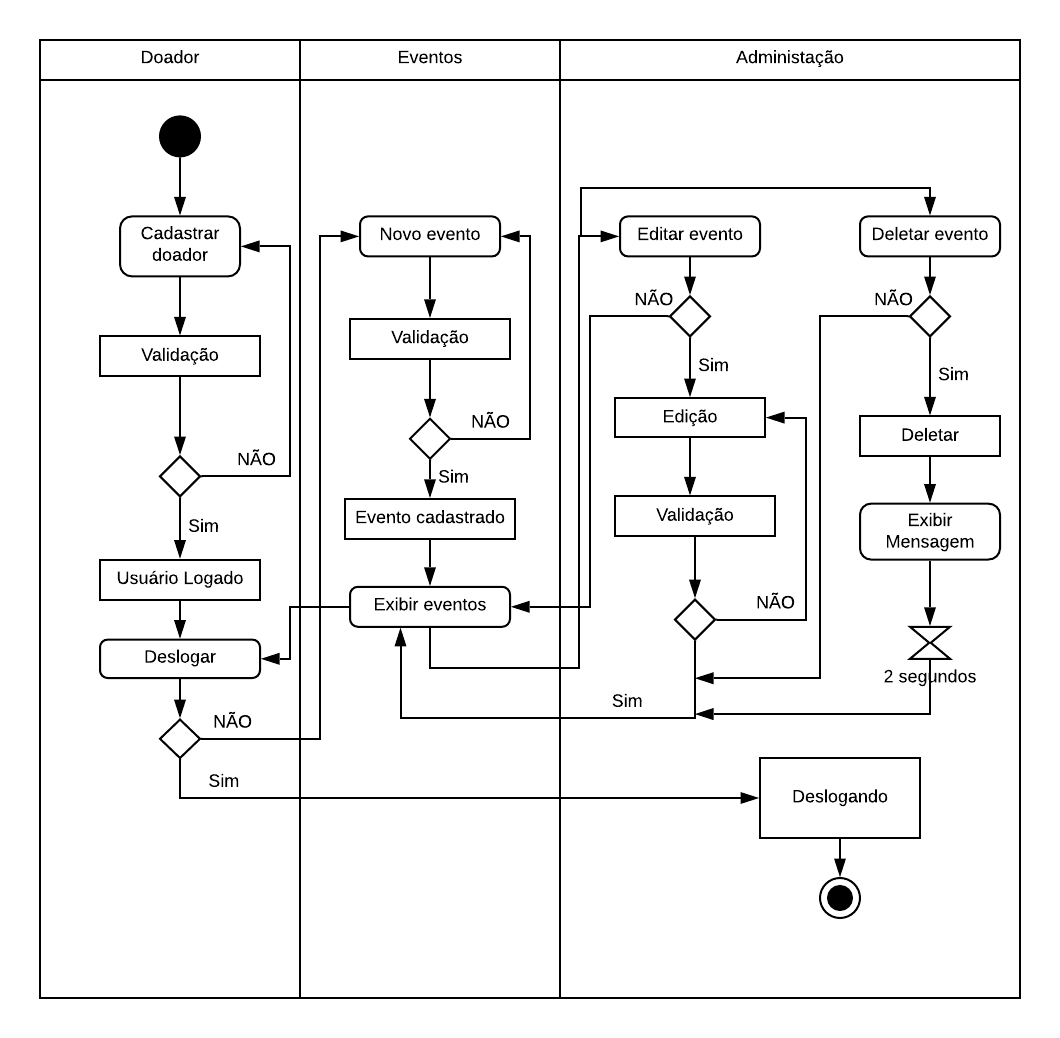 Doador
Eventos
Administação
Cadastrar
doador
Validação
NÃO
Sim
Usuário Logado
Deslogar
NÃO
Sim
Novo evento
Validação
NÃO
Sim
Evento cadastrado
Exibir eventos
Editar evento
NÃO
Sim
Edição
Validação
NÃO
Sim
Deletar evento
NÃO
Sim
Deletar
Exibir
Mensagem
2 segundos
Deslogando